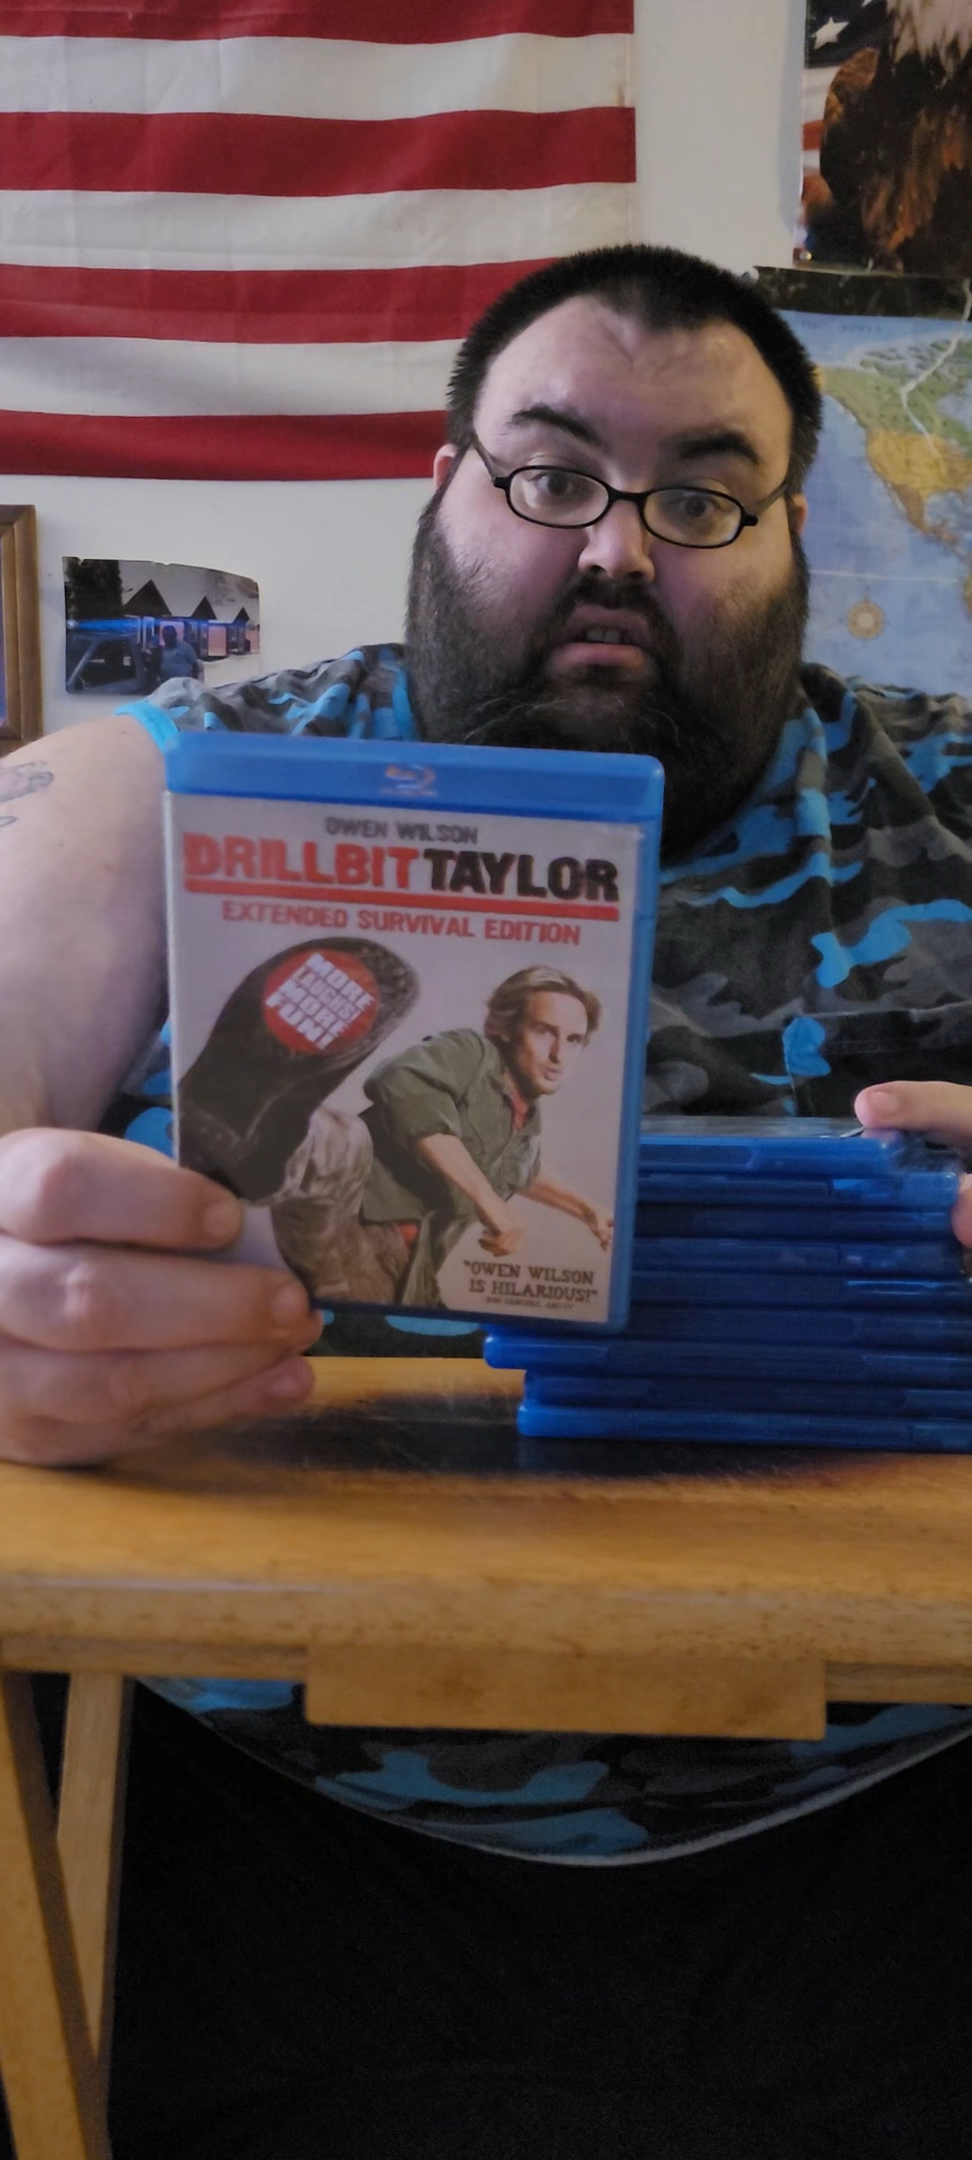 OWEN WILSON
DRILLBIT TAYLOR
EXTENDED SURVIVAL EDITION
MORE
LAUGHS!
MORE
FUN!
"OWEN WILSON
IS HILARIOUS!"